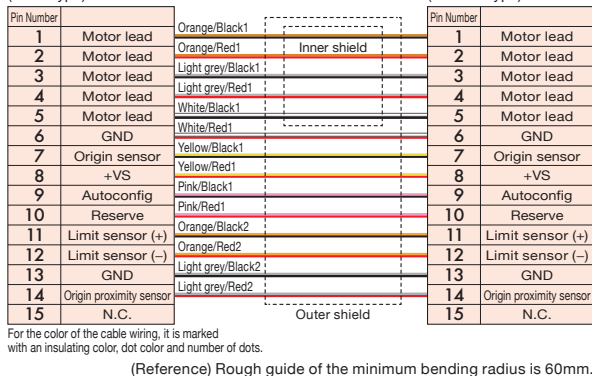 Pin Number
1 Motor lead
2 Motor lead
3 Motor lead
4 Motor lead
5 Motor lead
6 GND
7 Origin sensor
8 +VS
9 Autoconfig
10 Reserve
11 Limit sensor (+)
12 Limit sensor (−)
13 GND
14 Origin proximity sensor
15 N.C.
Orange/Black1
Orange/Red1
Light grey/Black1
Light grey/Red1
White/Black1
White/Red1
Yellow/Black1
Yellow/Red1
Pink/Black1
Pink/Red1
Orange/Black2
Orange/Red2
Light grey/Black2
Light grey/Red2
Inner shield
Outer shield
Pin Number
1 Motor lead
2 Motor lead
3 Motor lead
4 Motor lead
5 Motor lead
6 GND
7 Origin sensor
8 +VS
9 Autoconfig
10 Reserve
11 Limit sensor (+)
12 Limit sensor (−)
13 GND
14 Origin proximity sensor
15 N.C.
For the color of the cable wiring, it is marked
with an insulating color, dot color and number of dots.
(Reference) Rough guide of the minimum bending radius is 60mm.